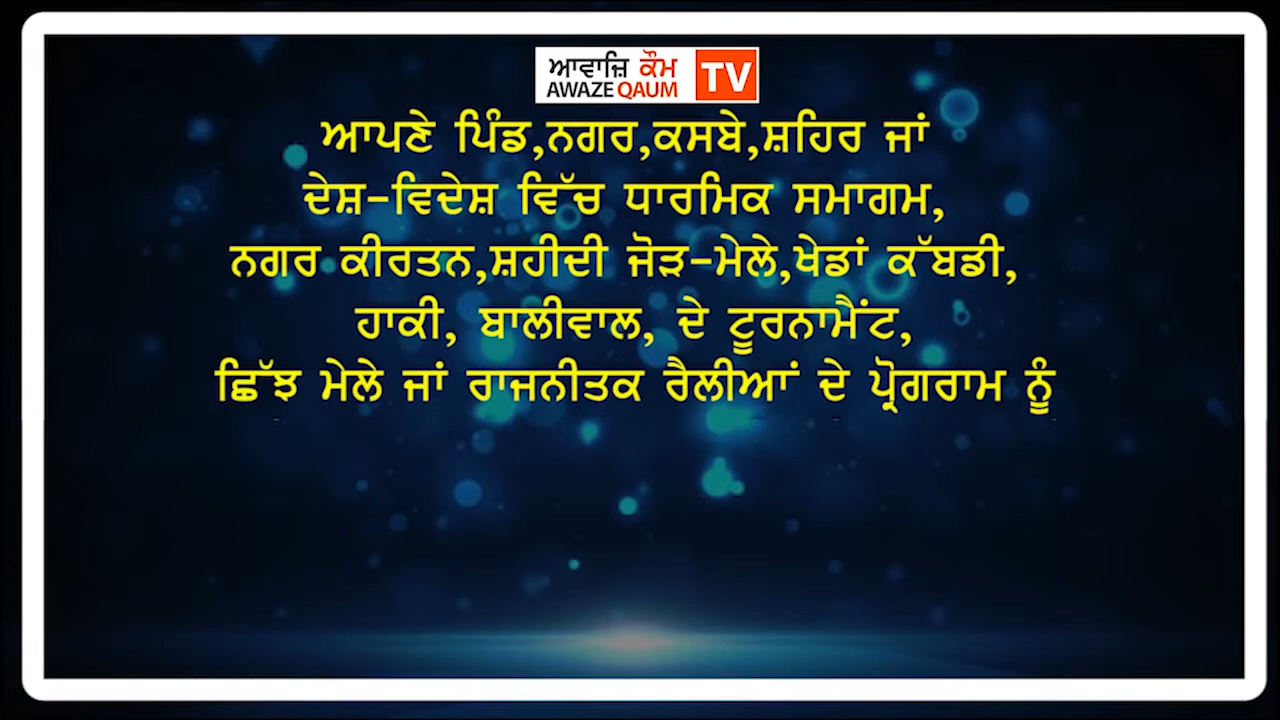 ਆਵਾਜ਼ਿ ਕੌਮ TV
AWAZE QAUM
ਆਪਣੇ ਪਿੰਡ,ਨਗਰ,ਕਸਬੇ,ਸ਼ਹਿਰ ਜਾਂ
ਦੇਸ਼-ਵਿਦੇਸ਼ ਵਿੱਚ ਧਾਰਮਿਕ ਸਮਾਗਮ,
ਨਗਰ ਕੀਰਤਨ,ਸ਼ਹੀਦੀ ਜੋੜ-ਮੇਲੇ,ਖੇਡਾਂ ਕੱਬਡੀ,
ਹਾਕੀ, ਬਾਲੀਵਾਲ, ਦੇ ਟੂਰਨਾਮੈਂਟ,
ਛਿੱਝ ਮੇਲੇ ਜਾਂ ਰਾਜਨੀਤਕ ਰੈਲੀਆਂ ਦੇ ਪ੍ਰੋਗਰਾਮ ਨੂੰ